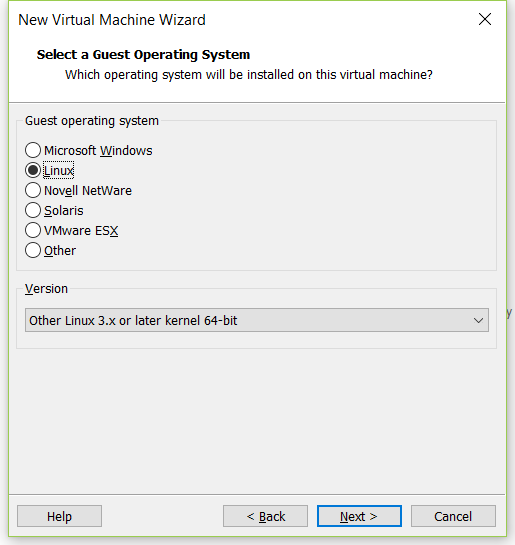 New Virtual Machine Wizard
Select a Guest Operating System
Which operating system will be installed on this virtual machine?
Guest operating system
Microsoft Windows
Linux
Novell NetWare
Solaris
VMware ESX
Other
Version
Other Linux 3.x or later kernel 64-bit
y
Help
< Back
Next >
Cancel